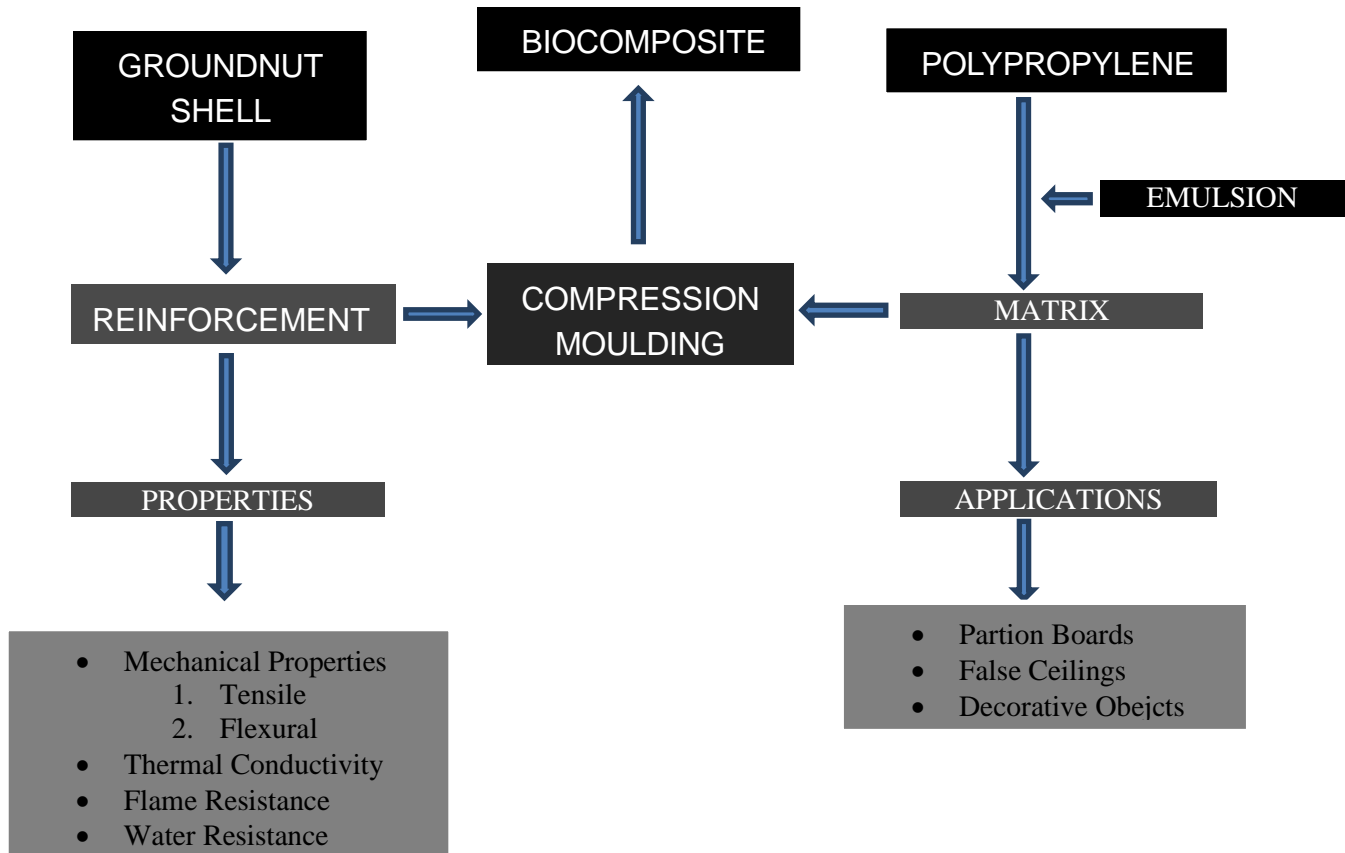 GROUNDNUT
SHELL
BIOCOMPOSITE
POLYPROPYLENE
EMULSION
REINFORCEMENT
COMPRESSION
MOULDING
MATRIX
PROPERTIES
APPLICATIONS
• Mechanical Properties
1. Tensile
2. Flexural
• Thermal Conductivity
• Flame Resistance
• Water Resistance
• Partion Boards
• False Ceilings
• Decorative Obejcts